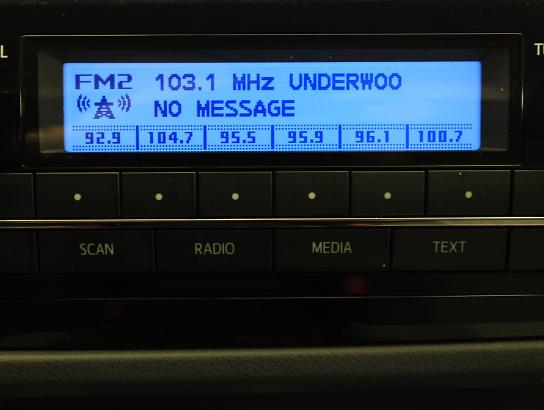 FM2 103.1 MHz UNDERWOO
NO MESSAGE
92.9 104.7 95.5 95.9 96.1 100.7
SCAN RADIO MEDIA TEXT